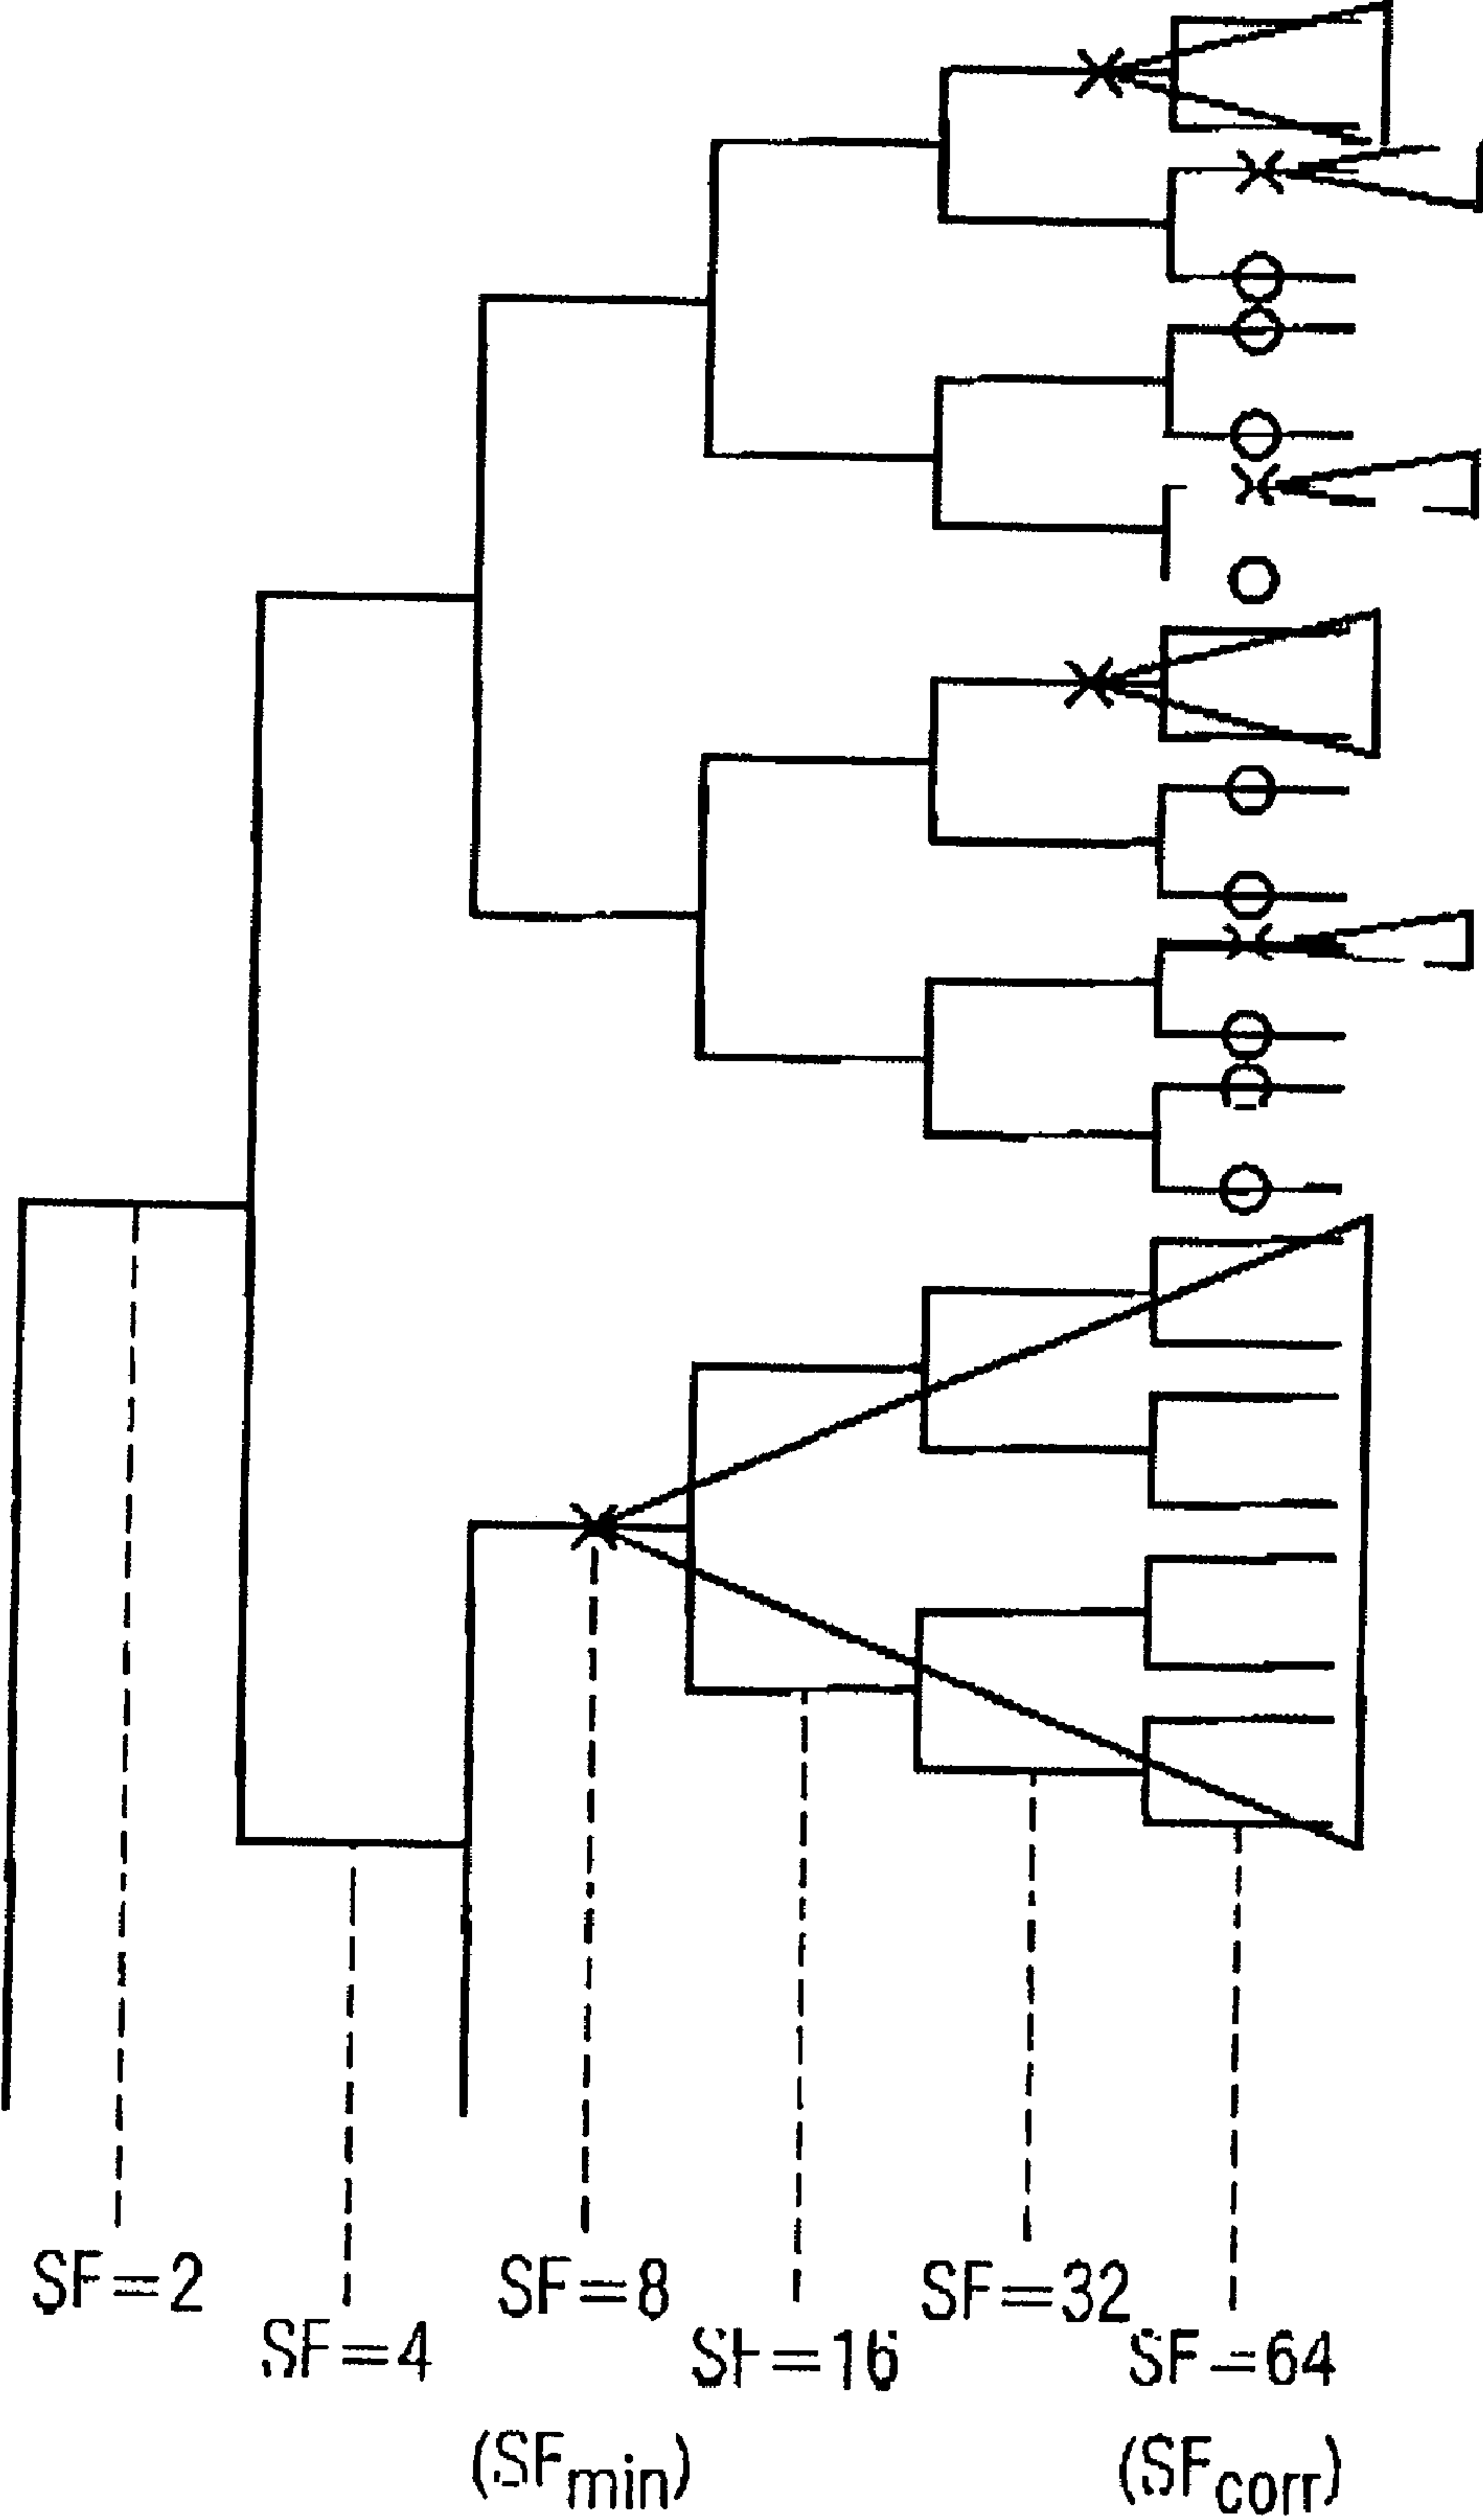 SF=2
SF=4
SF=8
(SFmin)
SF=16
SF=32
SF=64
(SFcorr)